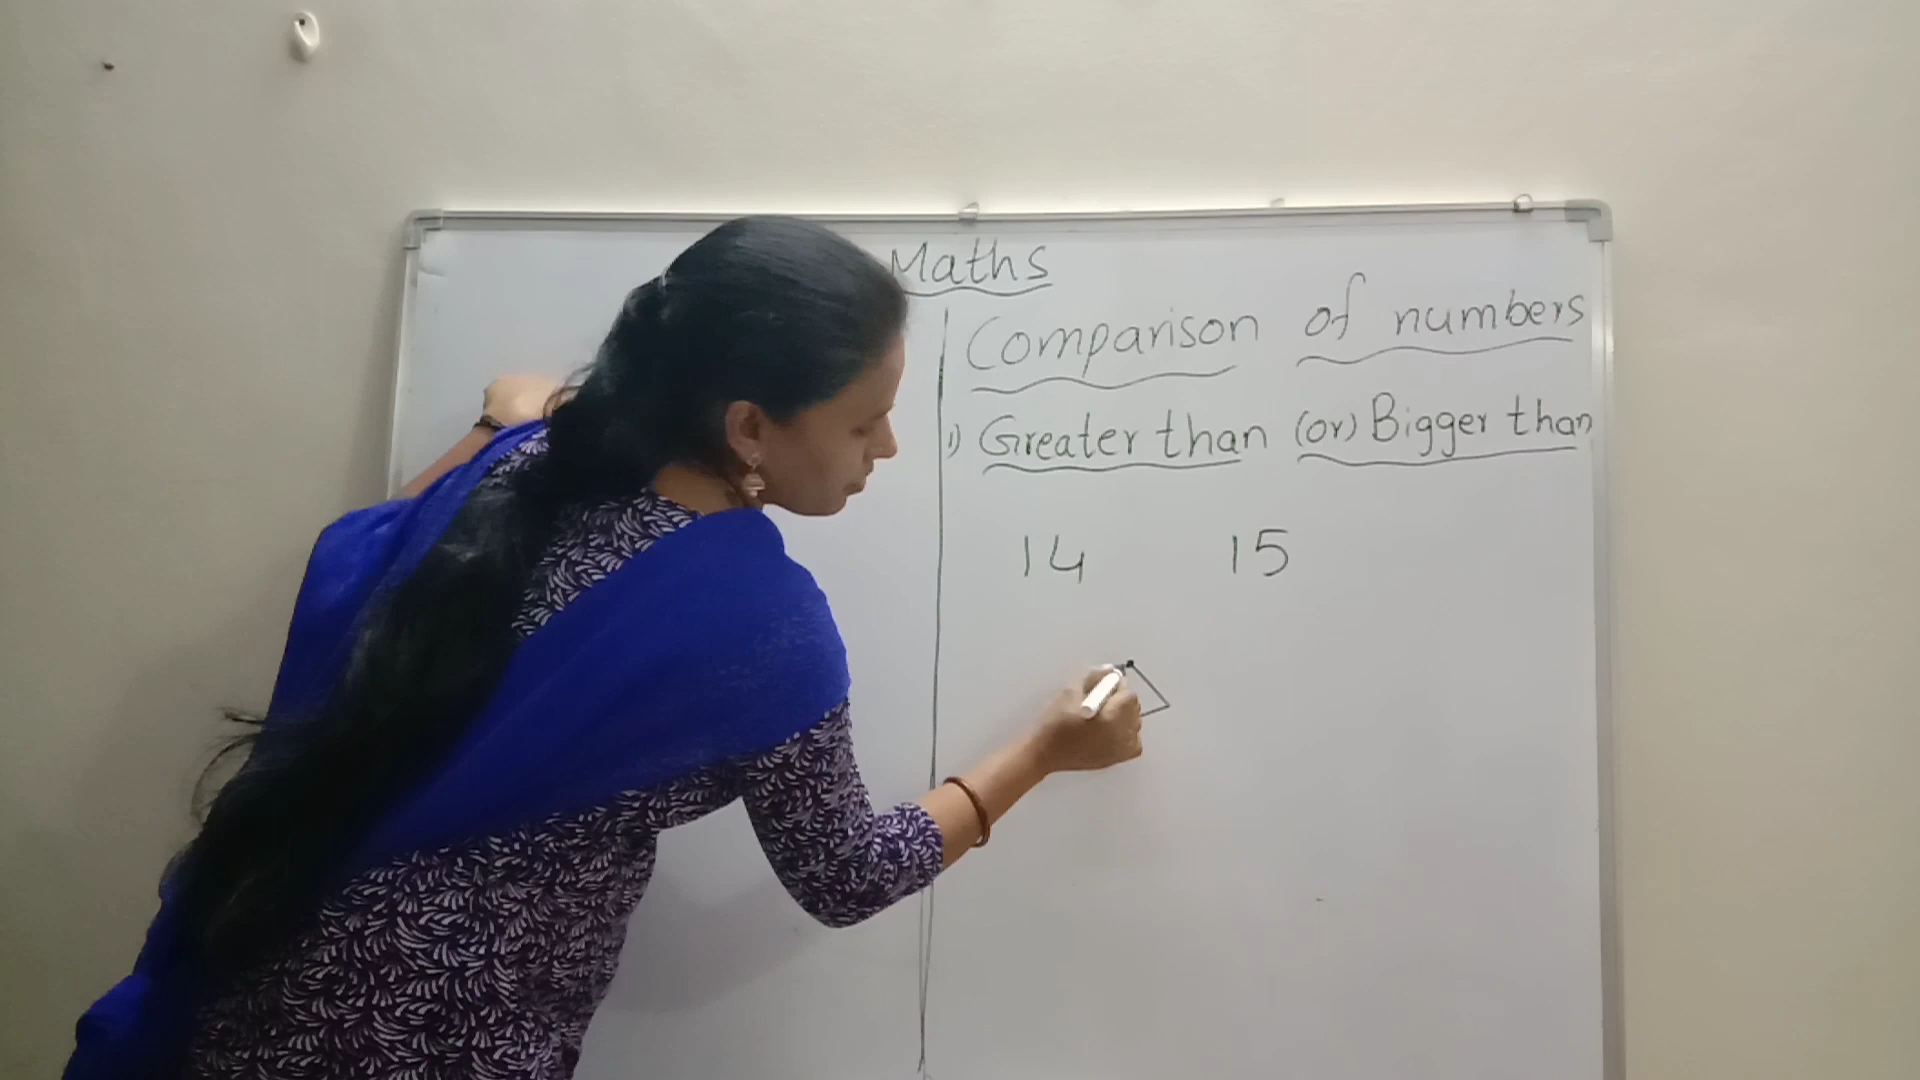 Maths
Comparison of numbers
1) Greater than (or) Bigger than
14 15